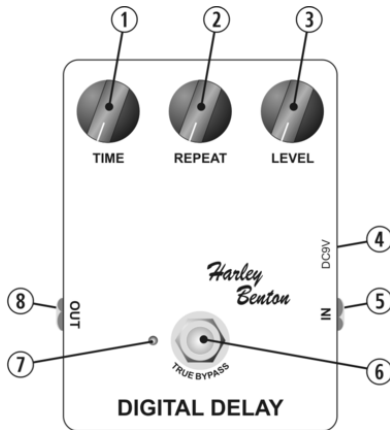 1 2 3
TIME REPEAT LEVEL
4
DC9V
Harley
Benton
8 5
OUT IN
7 6
TRUE BYPASS
DIGITAL DELAY